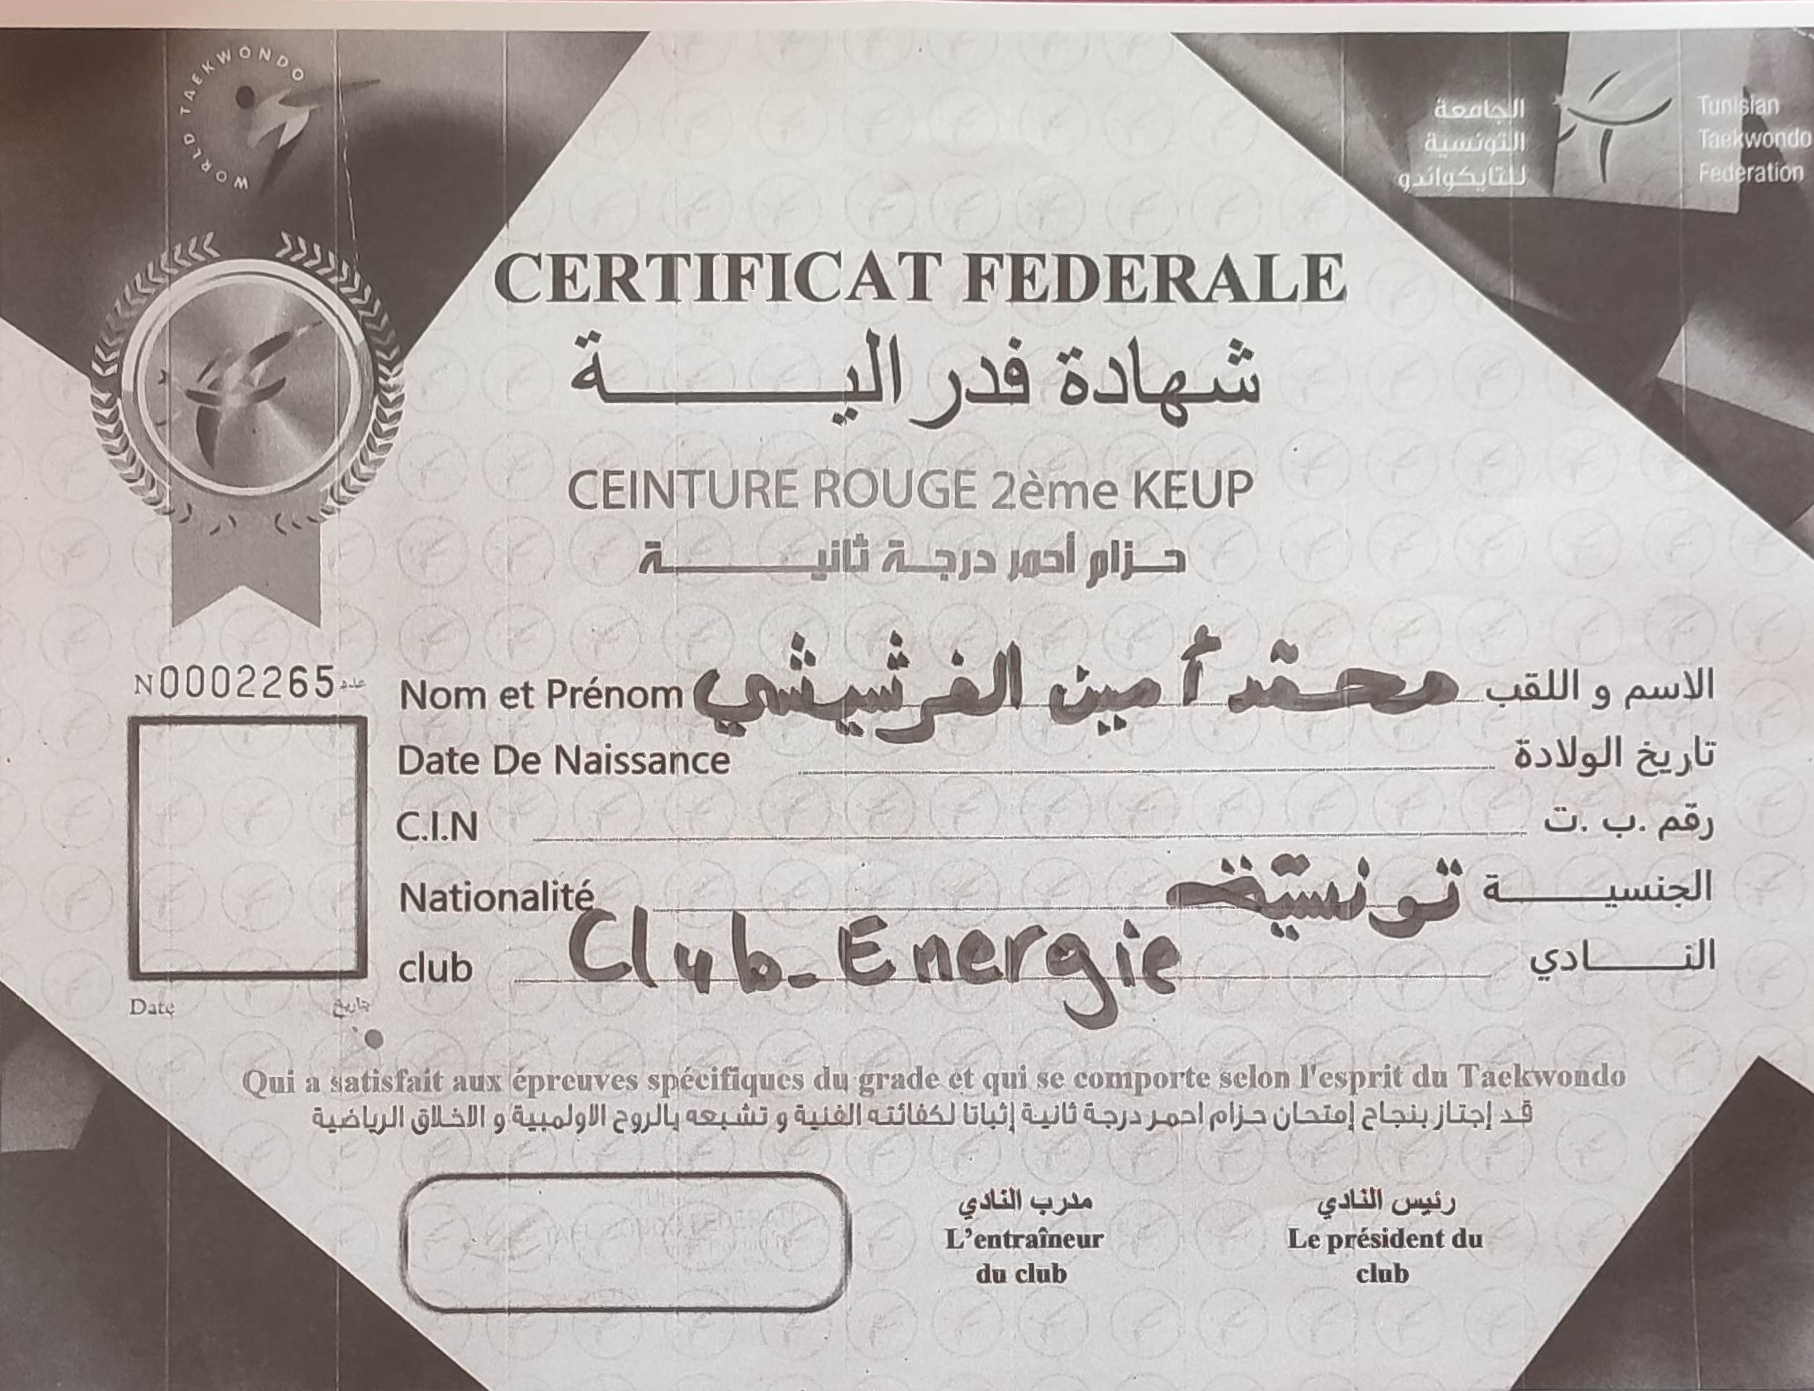 WORLD TAEKWONDO
الجامعة
التونسية
للتايكواندو
Tunisian
Taekwondo
Federation
CERTIFICAT FEDERALE
شهادة فدرالية
CEINTURE ROUGE 2ème KEUP
حزام أحمر درجة ثانية
N0002265 عدد
Nom et Prénom محمّد أمين الفرشيشي الاسم و اللقب
Date De Naissance تاريخ الولادة
C.I.N رقم .ب .ت
Nationalité تونسيّة الجنسية
club Club-Energie النادي
Date تاريخ
Qui a satisfait aux épreuves spécifiques du grade et qui se comporte selon l'esprit du Taekwondo
قد إجتاز بنجاح إمتحان حزام احمر درجة ثانية إثباتا لكفائته الفنية و تشبعه بالروح الاولمبية و الاخلاق الرياضية
مدرب النادي
L'entraîneur
du club
رئيس النادي
Le président du
club